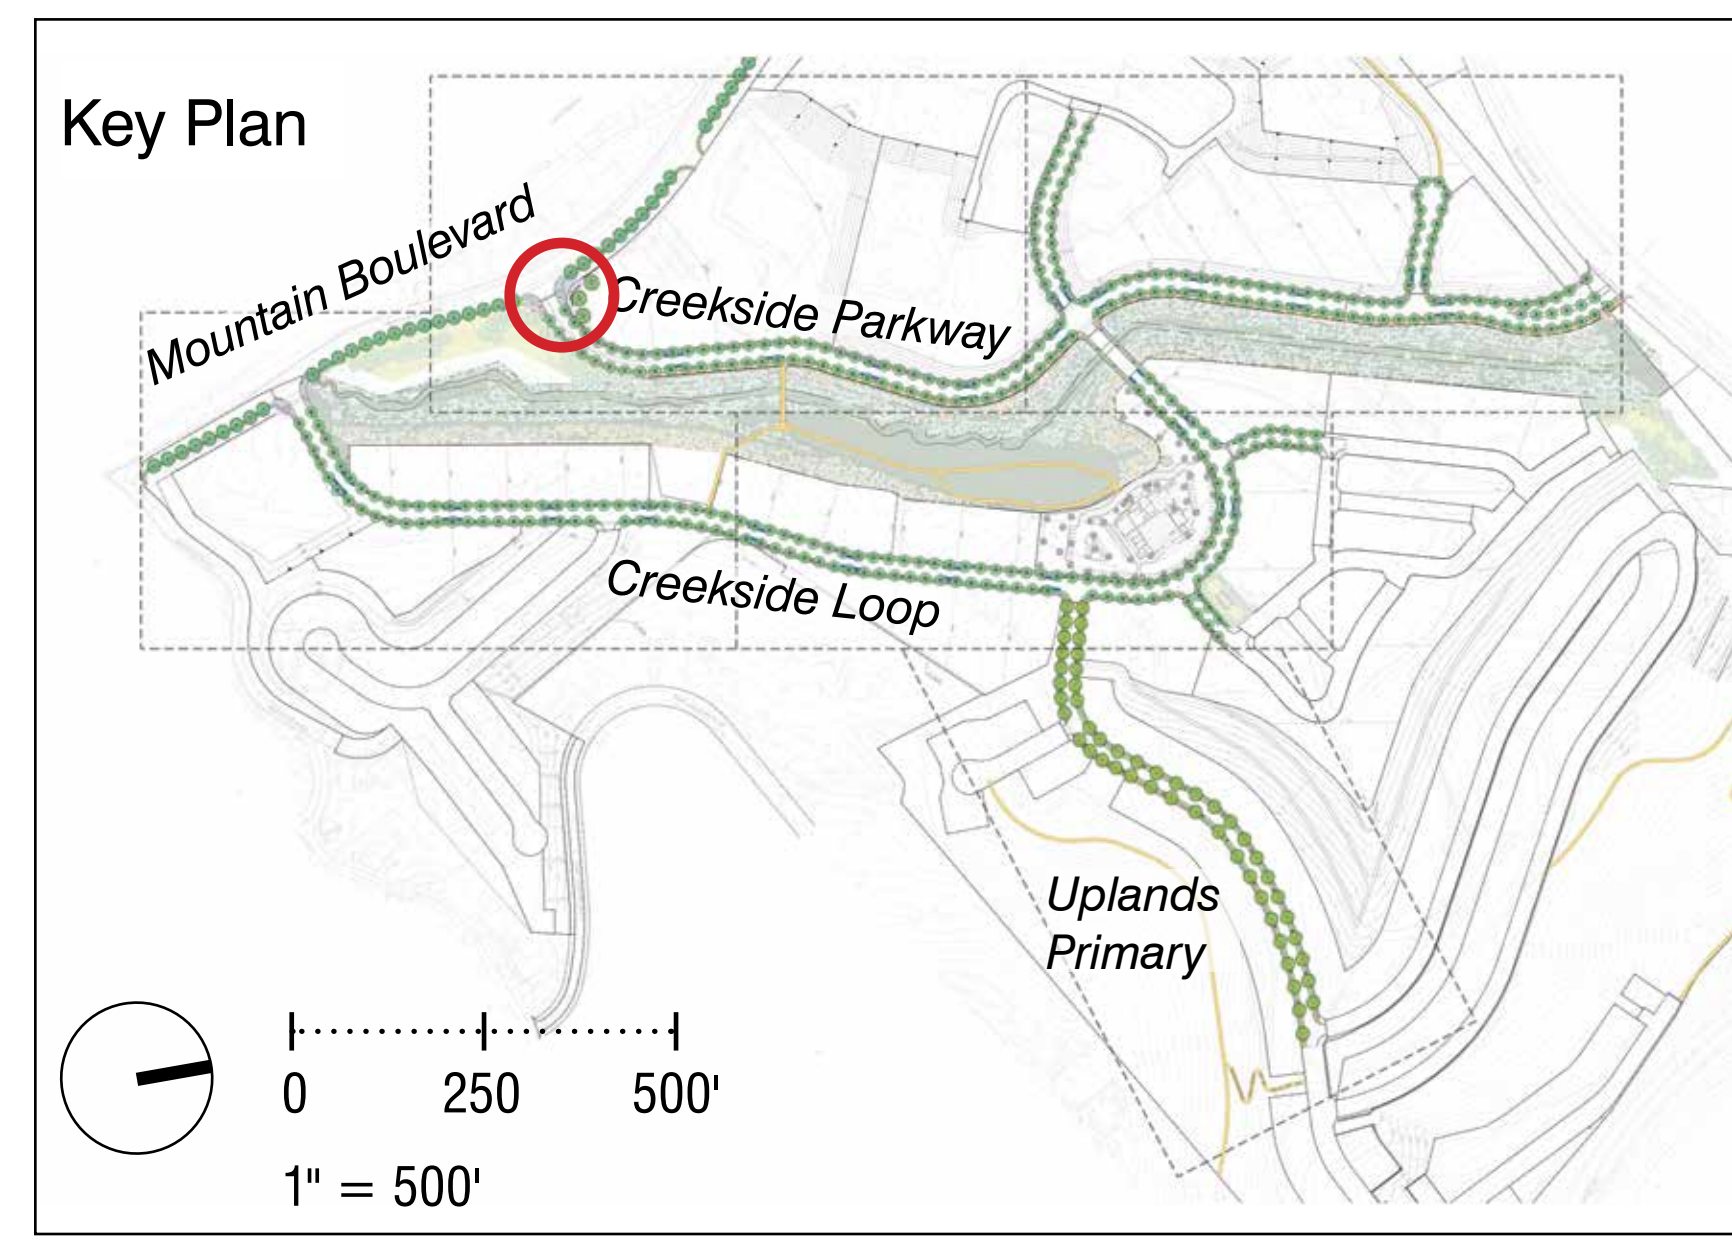 Key Plan
Mountain Boulevard
Creekside Parkway
Creekside Loop
Uplands
Primary
0 250 500'
1" = 500'